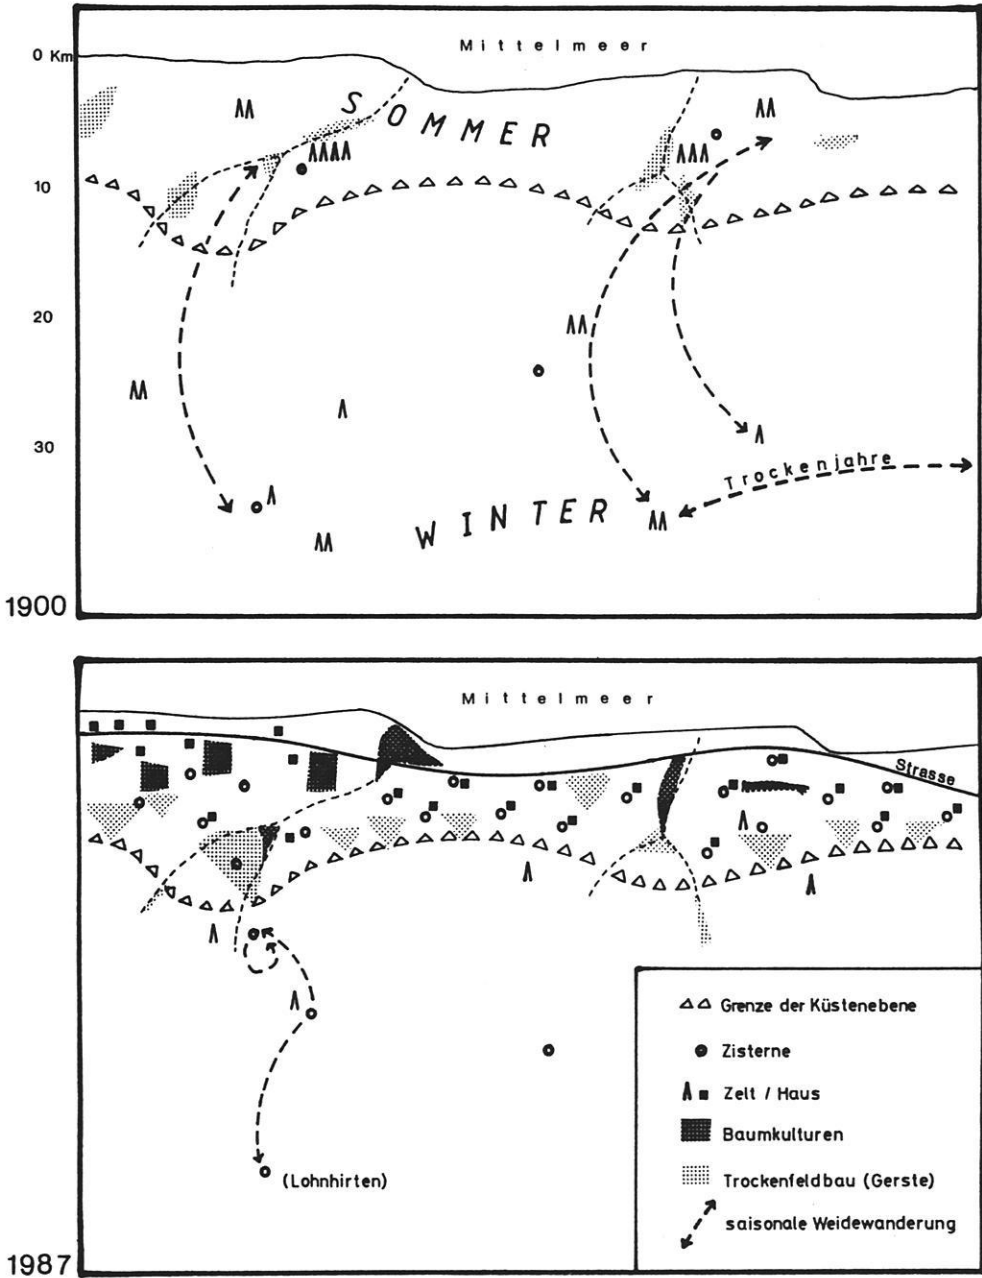 Mittelmeer
0 Km
SOMMER
10
20
30
Trockenjahre
WINTER
1900
Mittelmeer
Strasse
Grenze der Küstenebene
Zisterne
Zelt / Haus
Baumkulturen
(Lohnhirten)
Trockenfeldbau (Gerste)
saisonale Weidewanderung
1987